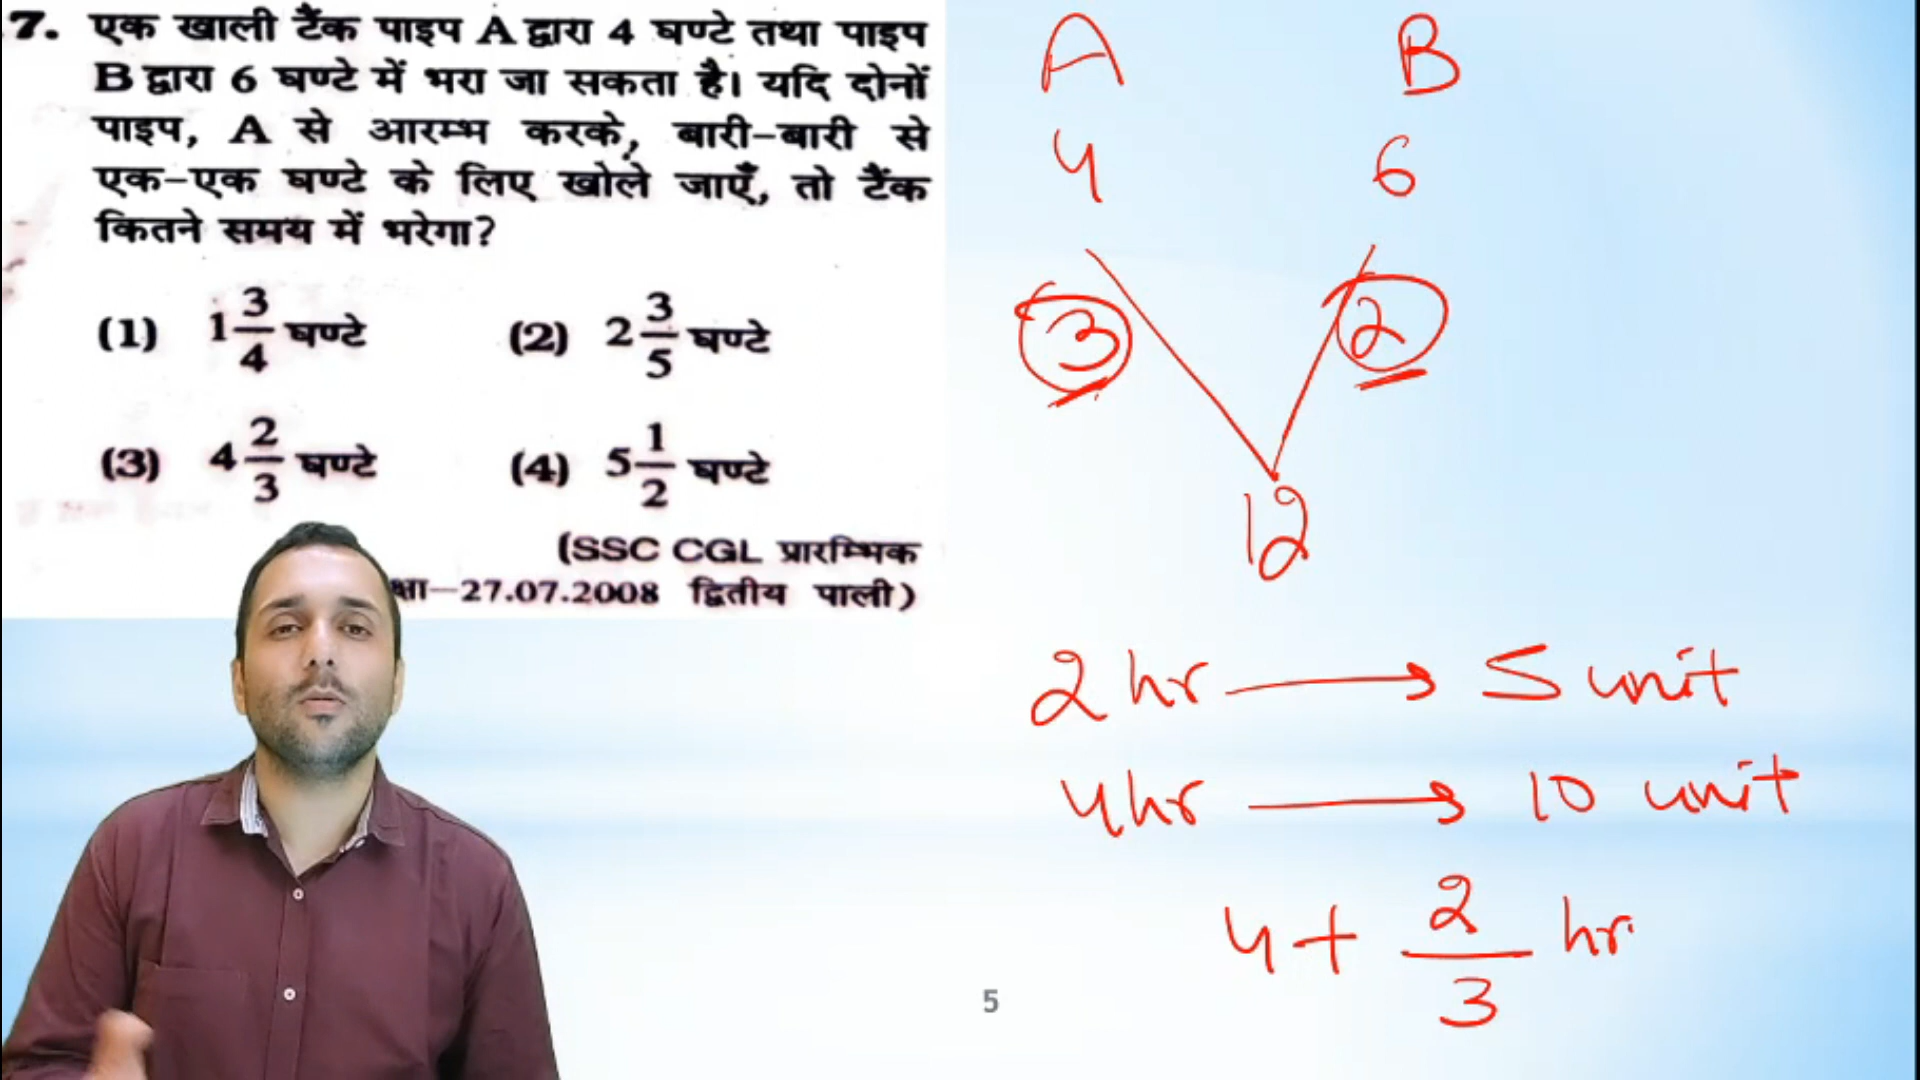 7. एक खाली टैंक पाइप A द्वारा 4 घण्टे तथा पाइप
B द्वारा 6 घण्टे में भरा जा सकता है। यदि दोनों
पाइप, A से आरम्भ करके, बारी-बारी से
एक-एक घण्टे के लिए खोले जाएँ, तो टैंक
कितने समय में भरेगा?
(1) 1 3/4 घण्टे (2) 2 3/5 घण्टे
(3) 4 2/3 घण्टे (4) 5 1/2 घण्टे
(SSC CGL प्रारम्भिक
क्षा—27.07.2008 द्वितीय पाली)
A B
4 6
3 2
12
2 hr → 5 unit
4 hr → 10 unit
4 + 2/3 hr.
5